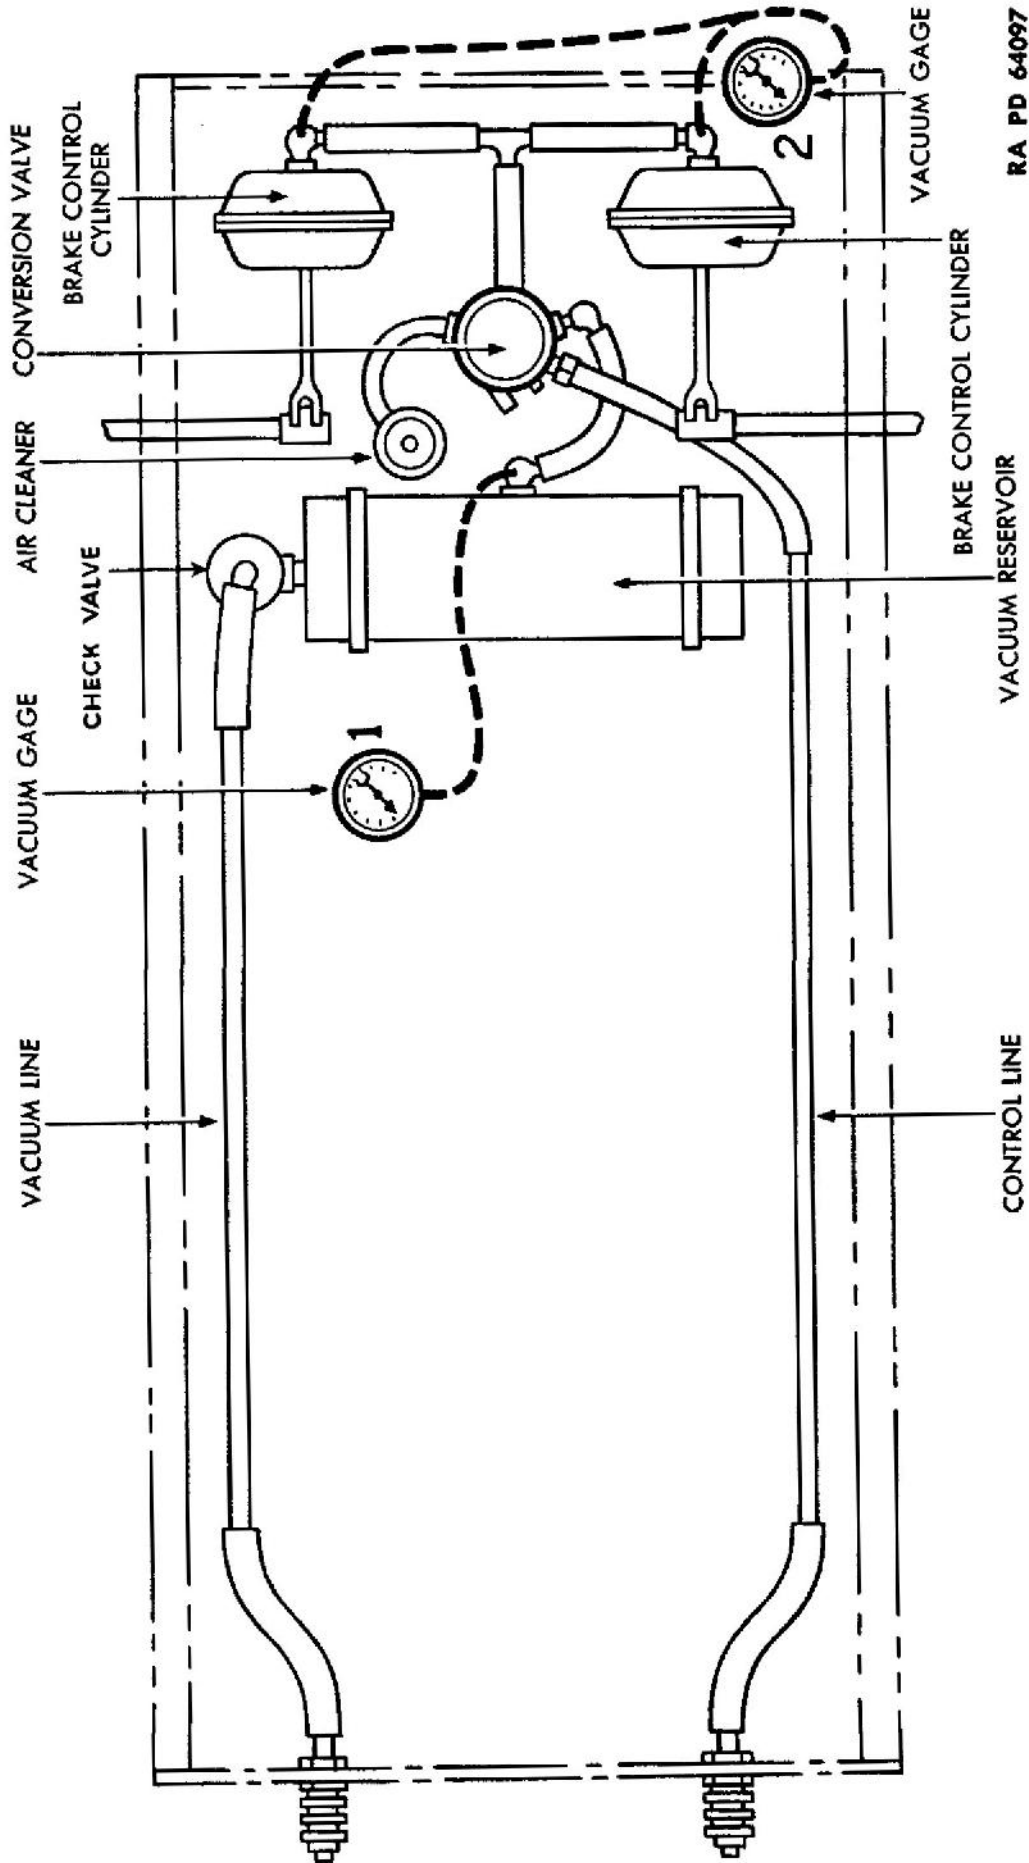 VACUUM LINE
VACUUM GAGE
CHECK VALVE
AIR CLEANER
CONVERSION VALVE
BRAKE CONTROL
CYLINDER
1
2
CONTROL LINE
VACUUM RESERVOIR
BRAKE CONTROL CYLINDER
VACUUM GAGE
RA PD 64097